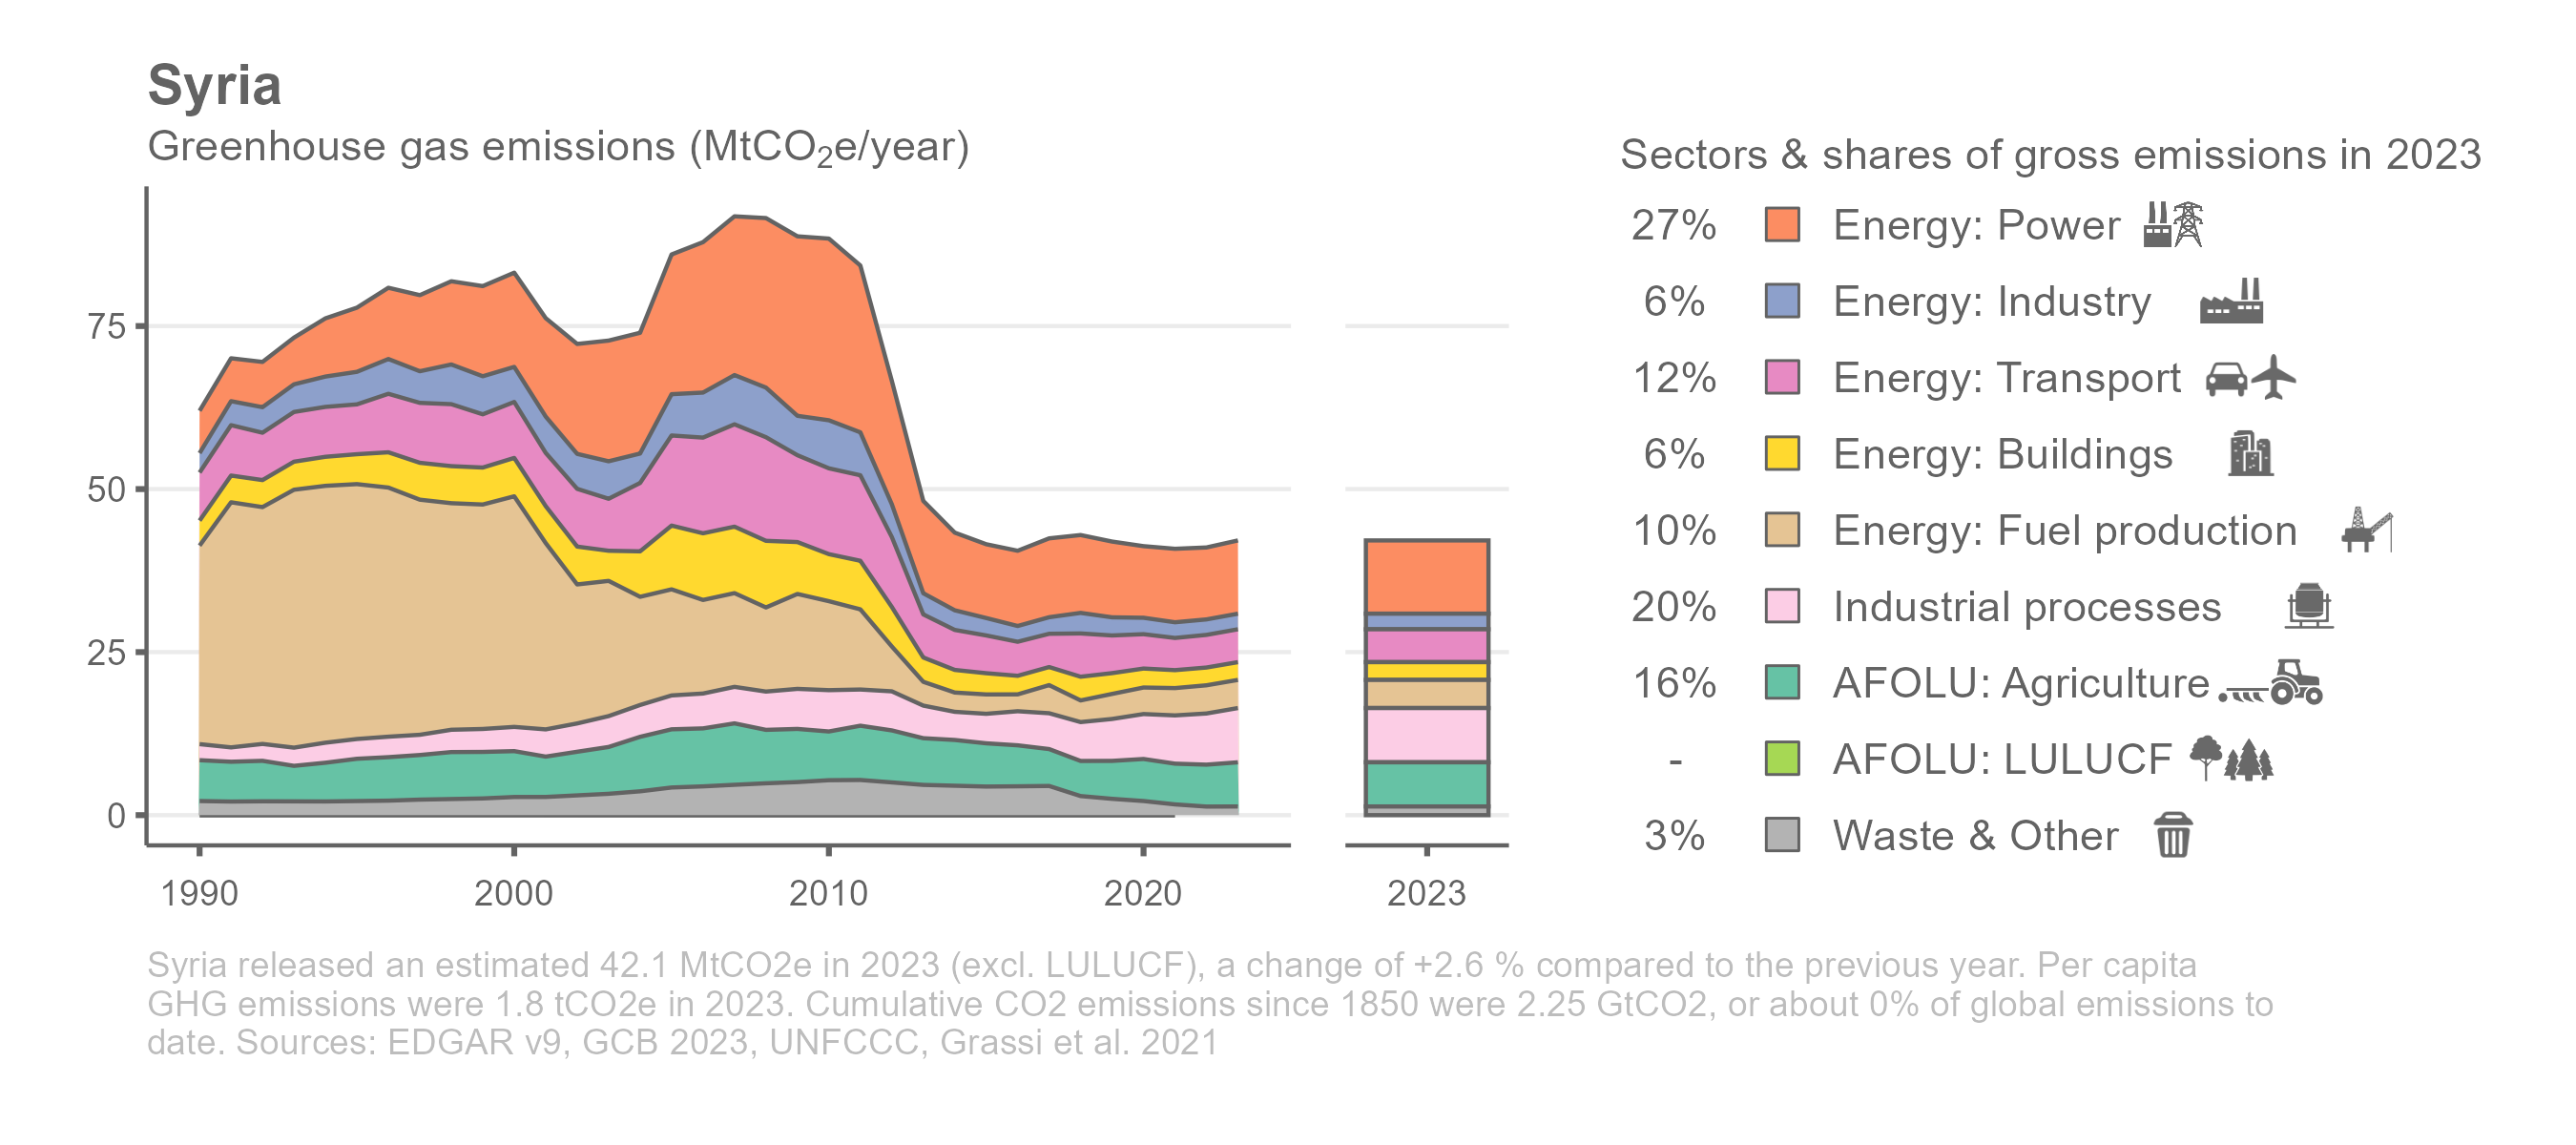 Syria
Greenhouse gas emissions (MtCO₂e/year)
75
50
25
0
1990 2000 2010 2020 2023
Sectors & shares of gross emissions in 2023
27% Energy: Power
6% Energy: Industry
12% Energy: Transport
6% Energy: Buildings
10% Energy: Fuel production
20% Industrial processes
16% AFOLU: Agriculture
- AFOLU: LULUCF
3% Waste & Other
Syria released an estimated 42.1 MtCO2e in 2023 (excl. LULUCF), a change of +2.6 % compared to the previous year. Per capita
GHG emissions were 1.8 tCO2e in 2023. Cumulative CO2 emissions since 1850 were 2.25 GtCO2, or about 0% of global emissions to
date. Sources: EDGAR v9, GCB 2023, UNFCCC, Grassi et al. 2021